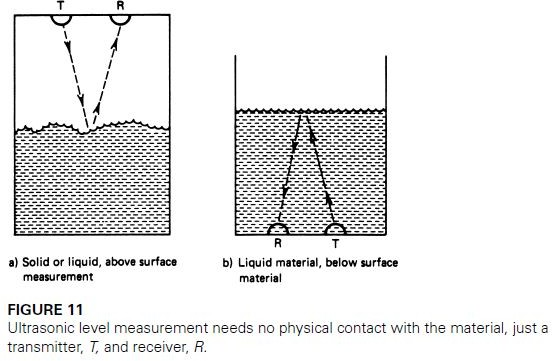 T R
R T
a) Solid or liquid, above surface
measurement
b) Liquid material, below surface
material
FIGURE 11
Ultrasonic level measurement needs no physical contact with the material, just a
transmitter, T, and receiver, R.